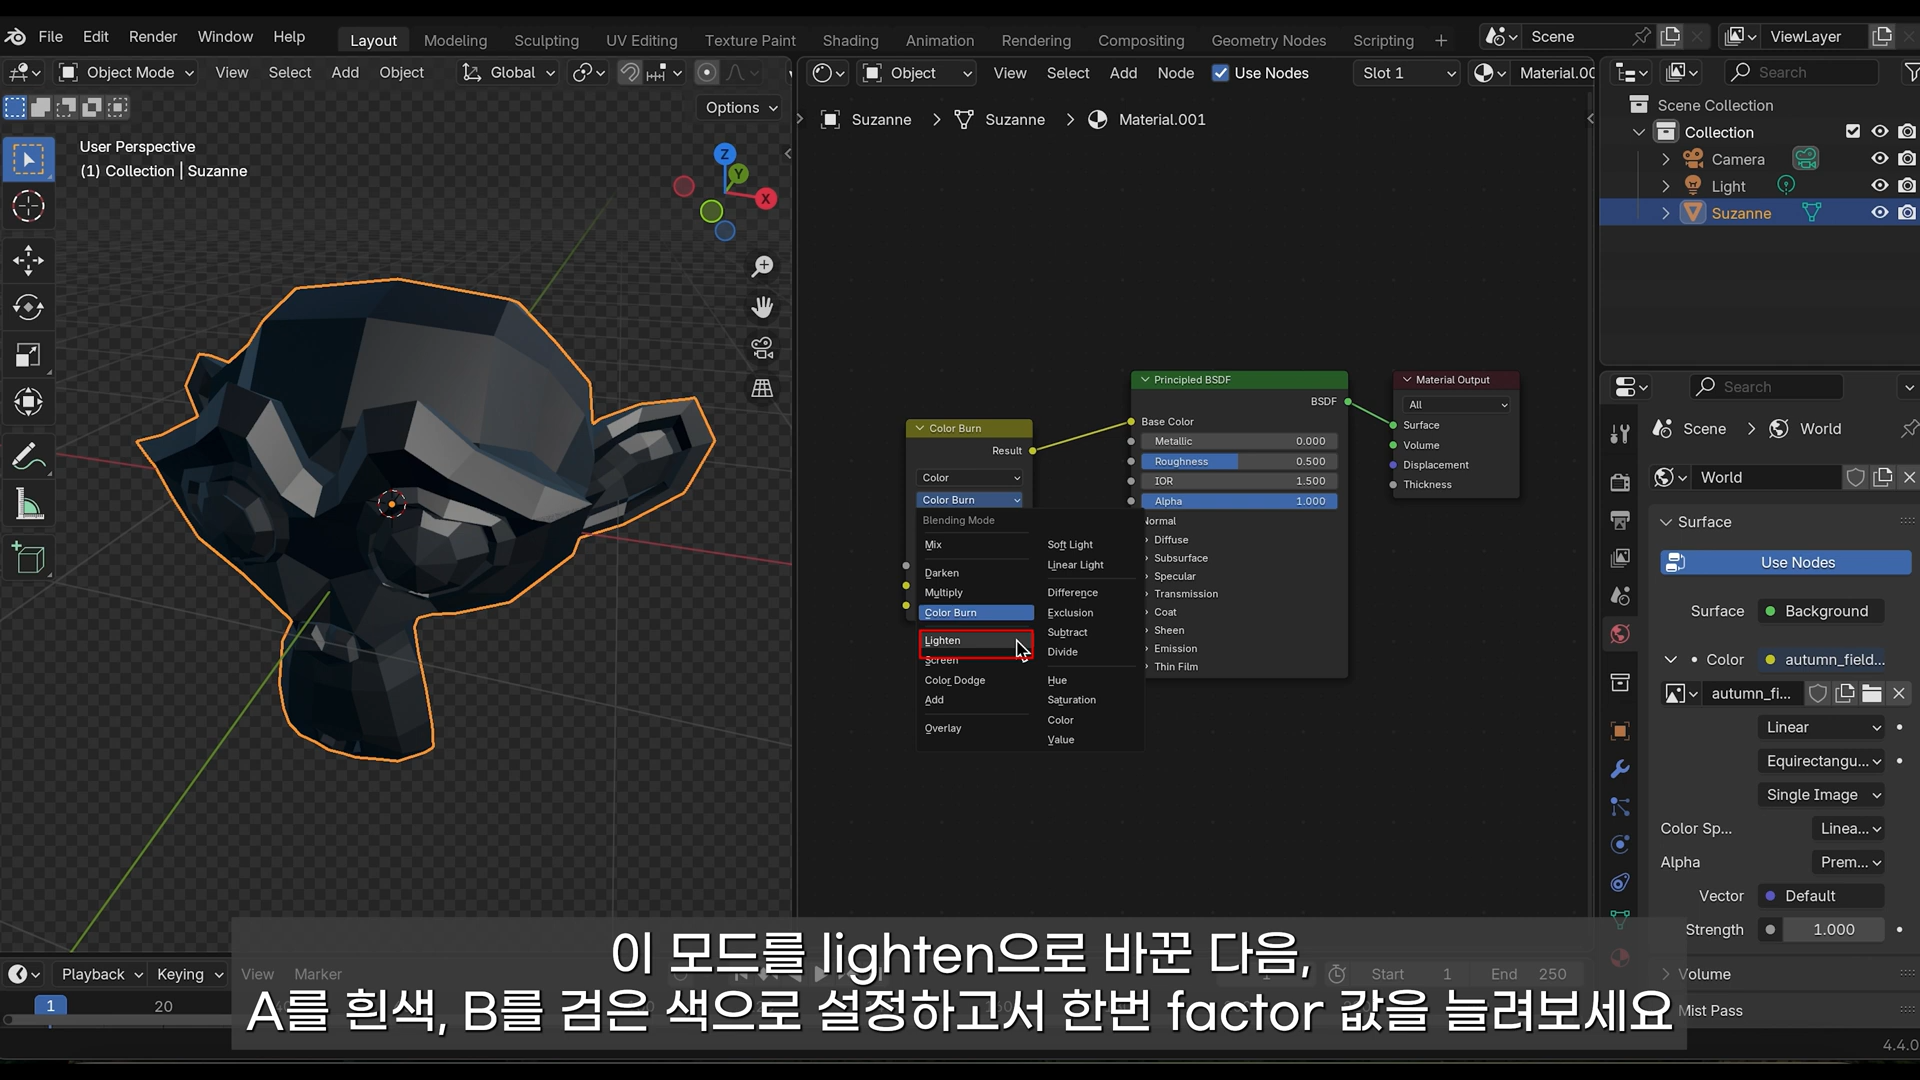 File Edit Render Window Help Layout Modeling Sculpting UV Editing Texture Paint Shading Animation Rendering Compositing Geometry Nodes Scripting + Scene ViewLayer
Object Mode View Select Add Object Global
Object View Select Add Node Use Nodes Slot 1 Material.00
Search
Options
User Perspective
(1) Collection | Suzanne
Z
Y
X
Suzanne > Suzanne > Material.001
Scene Collection
Collection
Camera
Light
Suzanne
Color Burn
Result
Color
Color Burn
Blending Mode
Mix
Darken
Multiply
Color Burn
Lighten
Screen
Color Dodge
Add
Overlay
Soft Light
Linear Light
Difference
Exclusion
Subtract
Divide
Hue
Saturation
Color
Value
Principled BSDF
BSDF
Base Color
Metallic 0.000
Roughness 0.500
IOR 1.500
Alpha 1.000
Normal
Diffuse
Subsurface
Specular
Transmission
Coat
Sheen
Emission
Thin Film
Material Output
All
Surface
Volume
Displacement
Thickness
Search
Scene > World
World
Surface
Use Nodes
Surface Background
Color autumn_field...
autumn_fi...
Linear
Equirectangu...
Single Image
Color Sp... Linea...
Alpha Prem...
Vector Default
Strength 1.000
Volume
Mist Pass
Playback Keying View Marker
Start 1 End 250
1 20
4.4.0
이 모드를 lighten으로 바꾼 다음,
A를 흰색, B를 검은 색으로 설정하고서 한번 factor 값을 늘려보세요